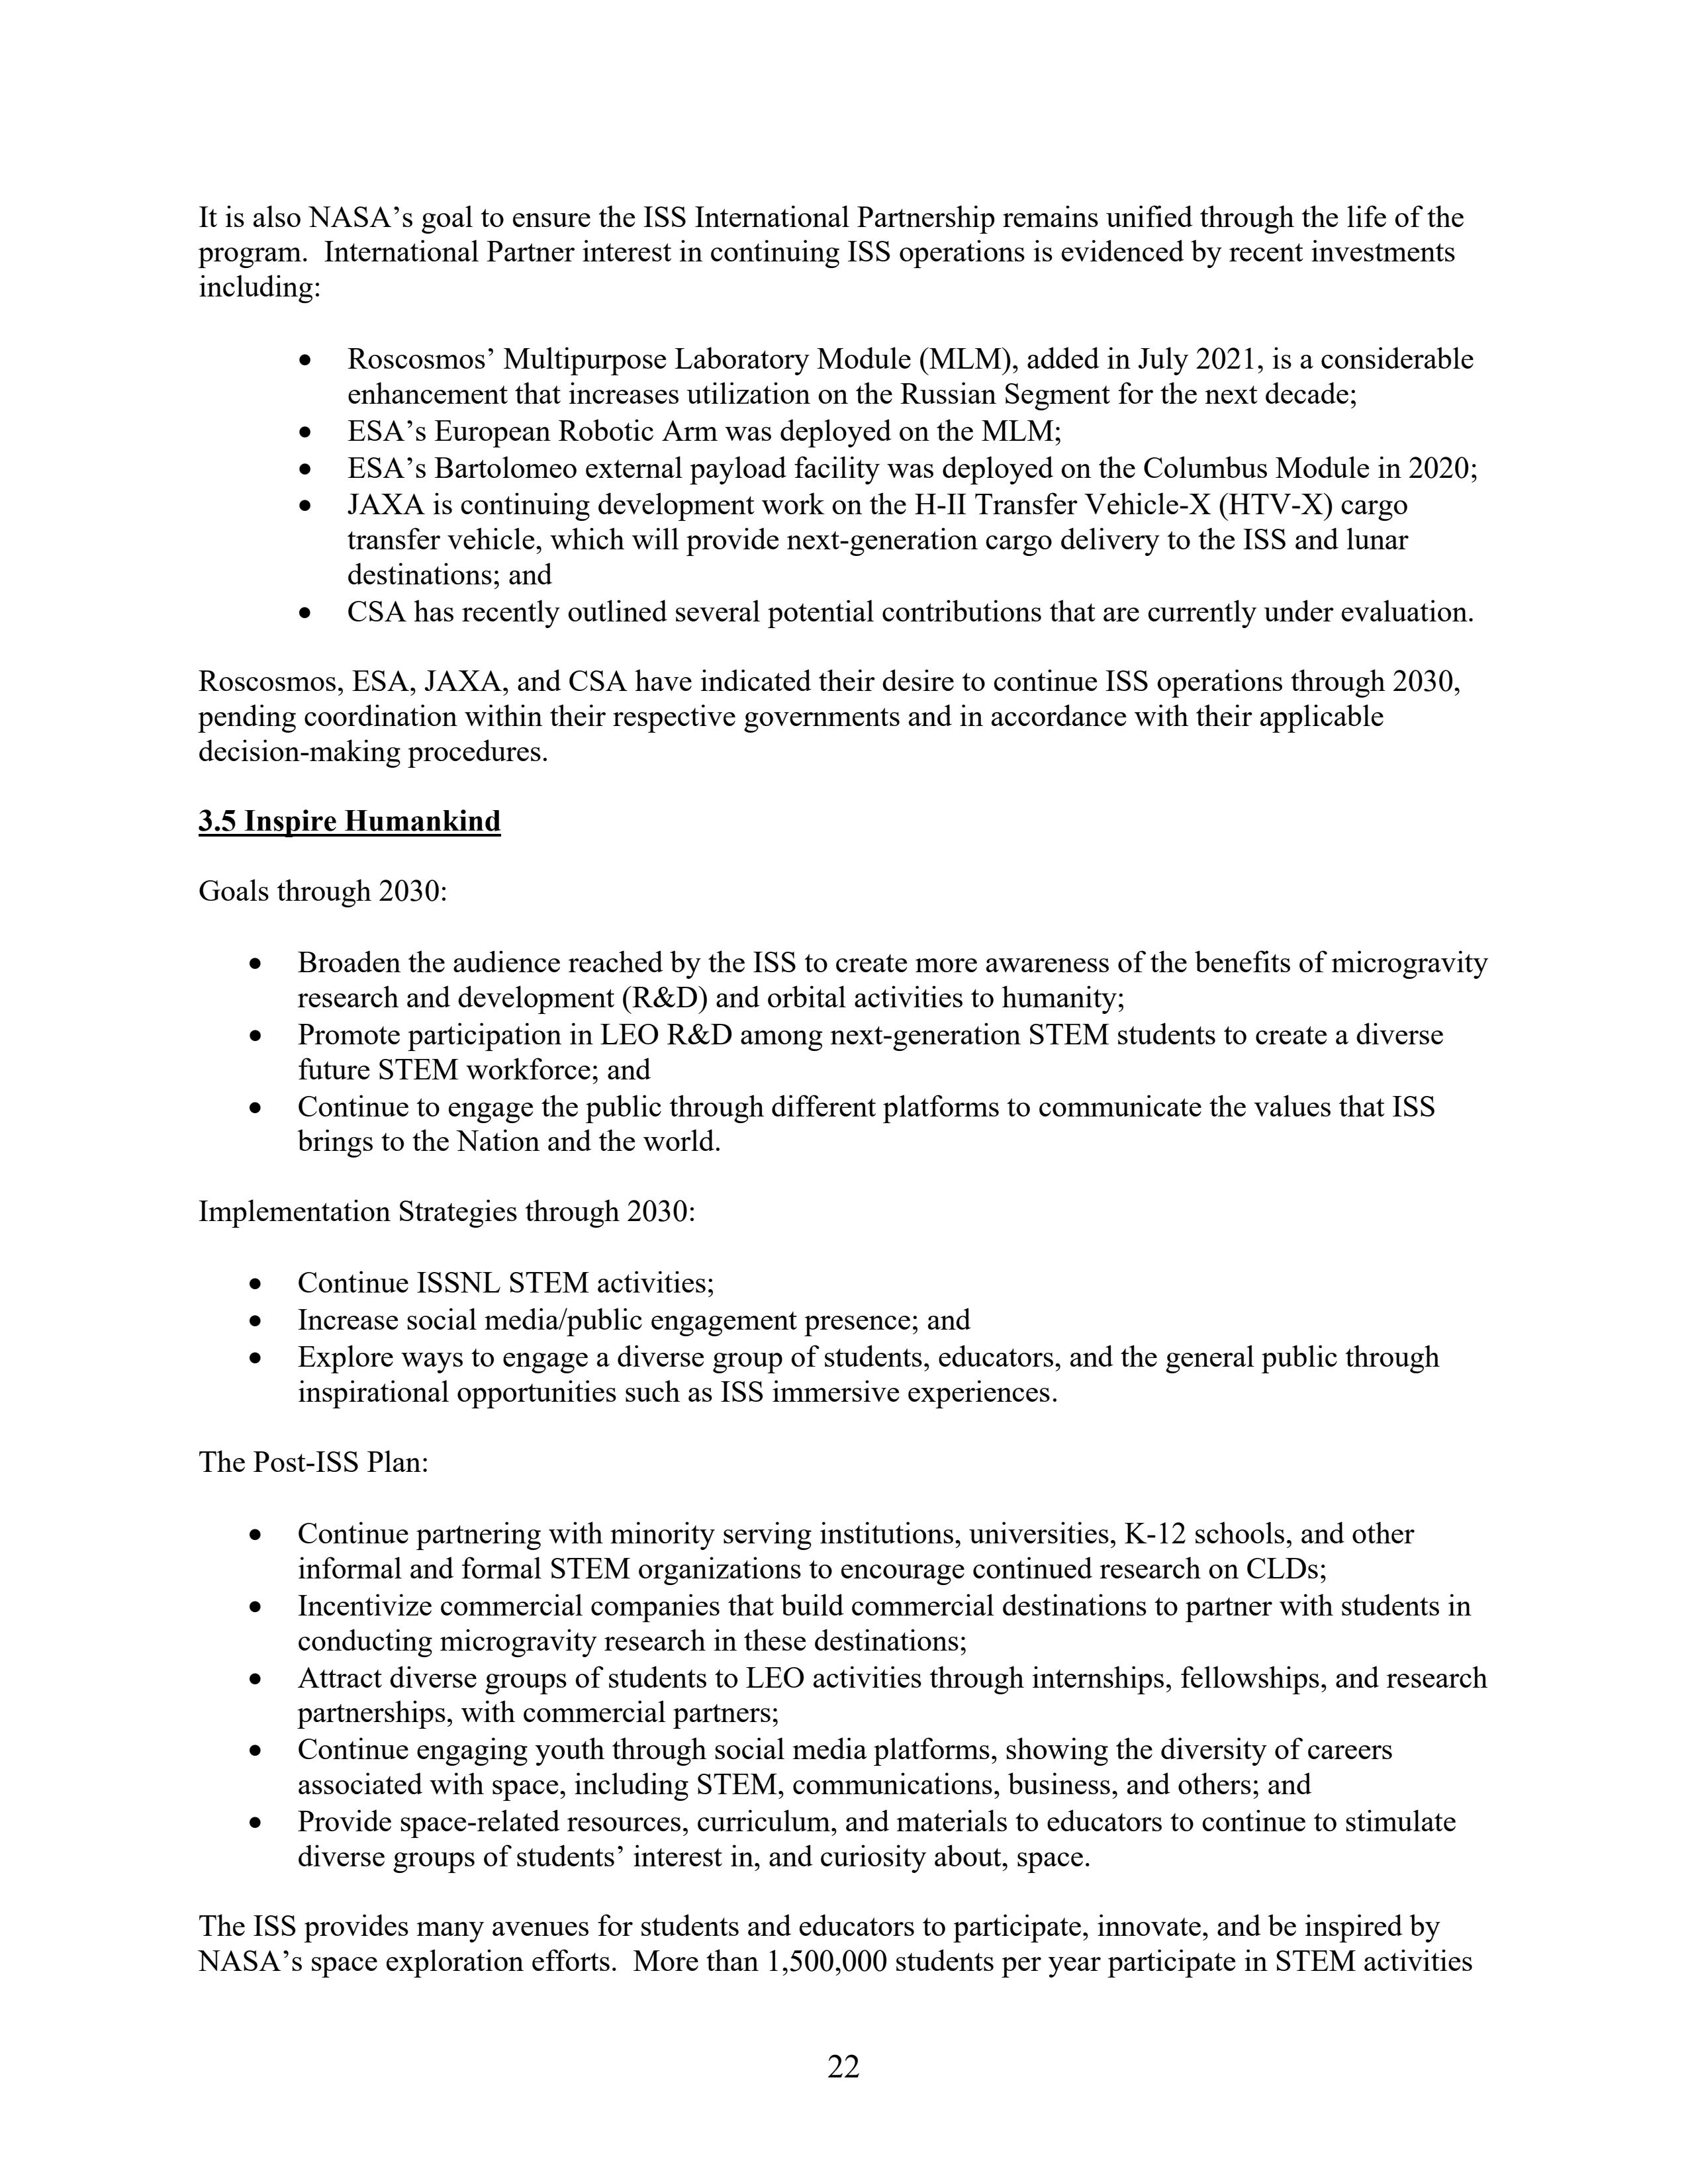 It is also NASA’s goal to ensure the ISS International Partnership remains unified through the life of the
program.  International Partner interest in continuing ISS operations is evidenced by recent investments
including:
• Roscosmos’ Multipurpose Laboratory Module (MLM), added in July 2021, is a considerable
enhancement that increases utilization on the Russian Segment for the next decade;
• ESA’s European Robotic Arm was deployed on the MLM;
• ESA’s Bartolomeo external payload facility was deployed on the Columbus Module in 2020;
• JAXA is continuing development work on the H-II Transfer Vehicle-X (HTV-X) cargo
transfer vehicle, which will provide next-generation cargo delivery to the ISS and lunar
destinations; and
• CSA has recently outlined several potential contributions that are currently under evaluation.
Roscosmos, ESA, JAXA, and CSA have indicated their desire to continue ISS operations through 2030,
pending coordination within their respective governments and in accordance with their applicable
decision-making procedures.
3.5 Inspire Humankind
Goals through 2030:
• Broaden the audience reached by the ISS to create more awareness of the benefits of microgravity
research and development (R&D) and orbital activities to humanity;
• Promote participation in LEO R&D among next-generation STEM students to create a diverse
future STEM workforce; and
• Continue to engage the public through different platforms to communicate the values that ISS
brings to the Nation and the world.
Implementation Strategies through 2030:
• Continue ISSNL STEM activities;
• Increase social media/public engagement presence; and
• Explore ways to engage a diverse group of students, educators, and the general public through
inspirational opportunities such as ISS immersive experiences.
The Post-ISS Plan:
• Continue partnering with minority serving institutions, universities, K-12 schools, and other
informal and formal STEM organizations to encourage continued research on CLDs;
• Incentivize commercial companies that build commercial destinations to partner with students in
conducting microgravity research in these destinations;
• Attract diverse groups of students to LEO activities through internships, fellowships, and research
partnerships, with commercial partners;
• Continue engaging youth through social media platforms, showing the diversity of careers
associated with space, including STEM, communications, business, and others; and
• Provide space-related resources, curriculum, and materials to educators to continue to stimulate
diverse groups of students’ interest in, and curiosity about, space.
The ISS provides many avenues for students and educators to participate, innovate, and be inspired by
NASA’s space exploration efforts.  More than 1,500,000 students per year participate in STEM activities
22